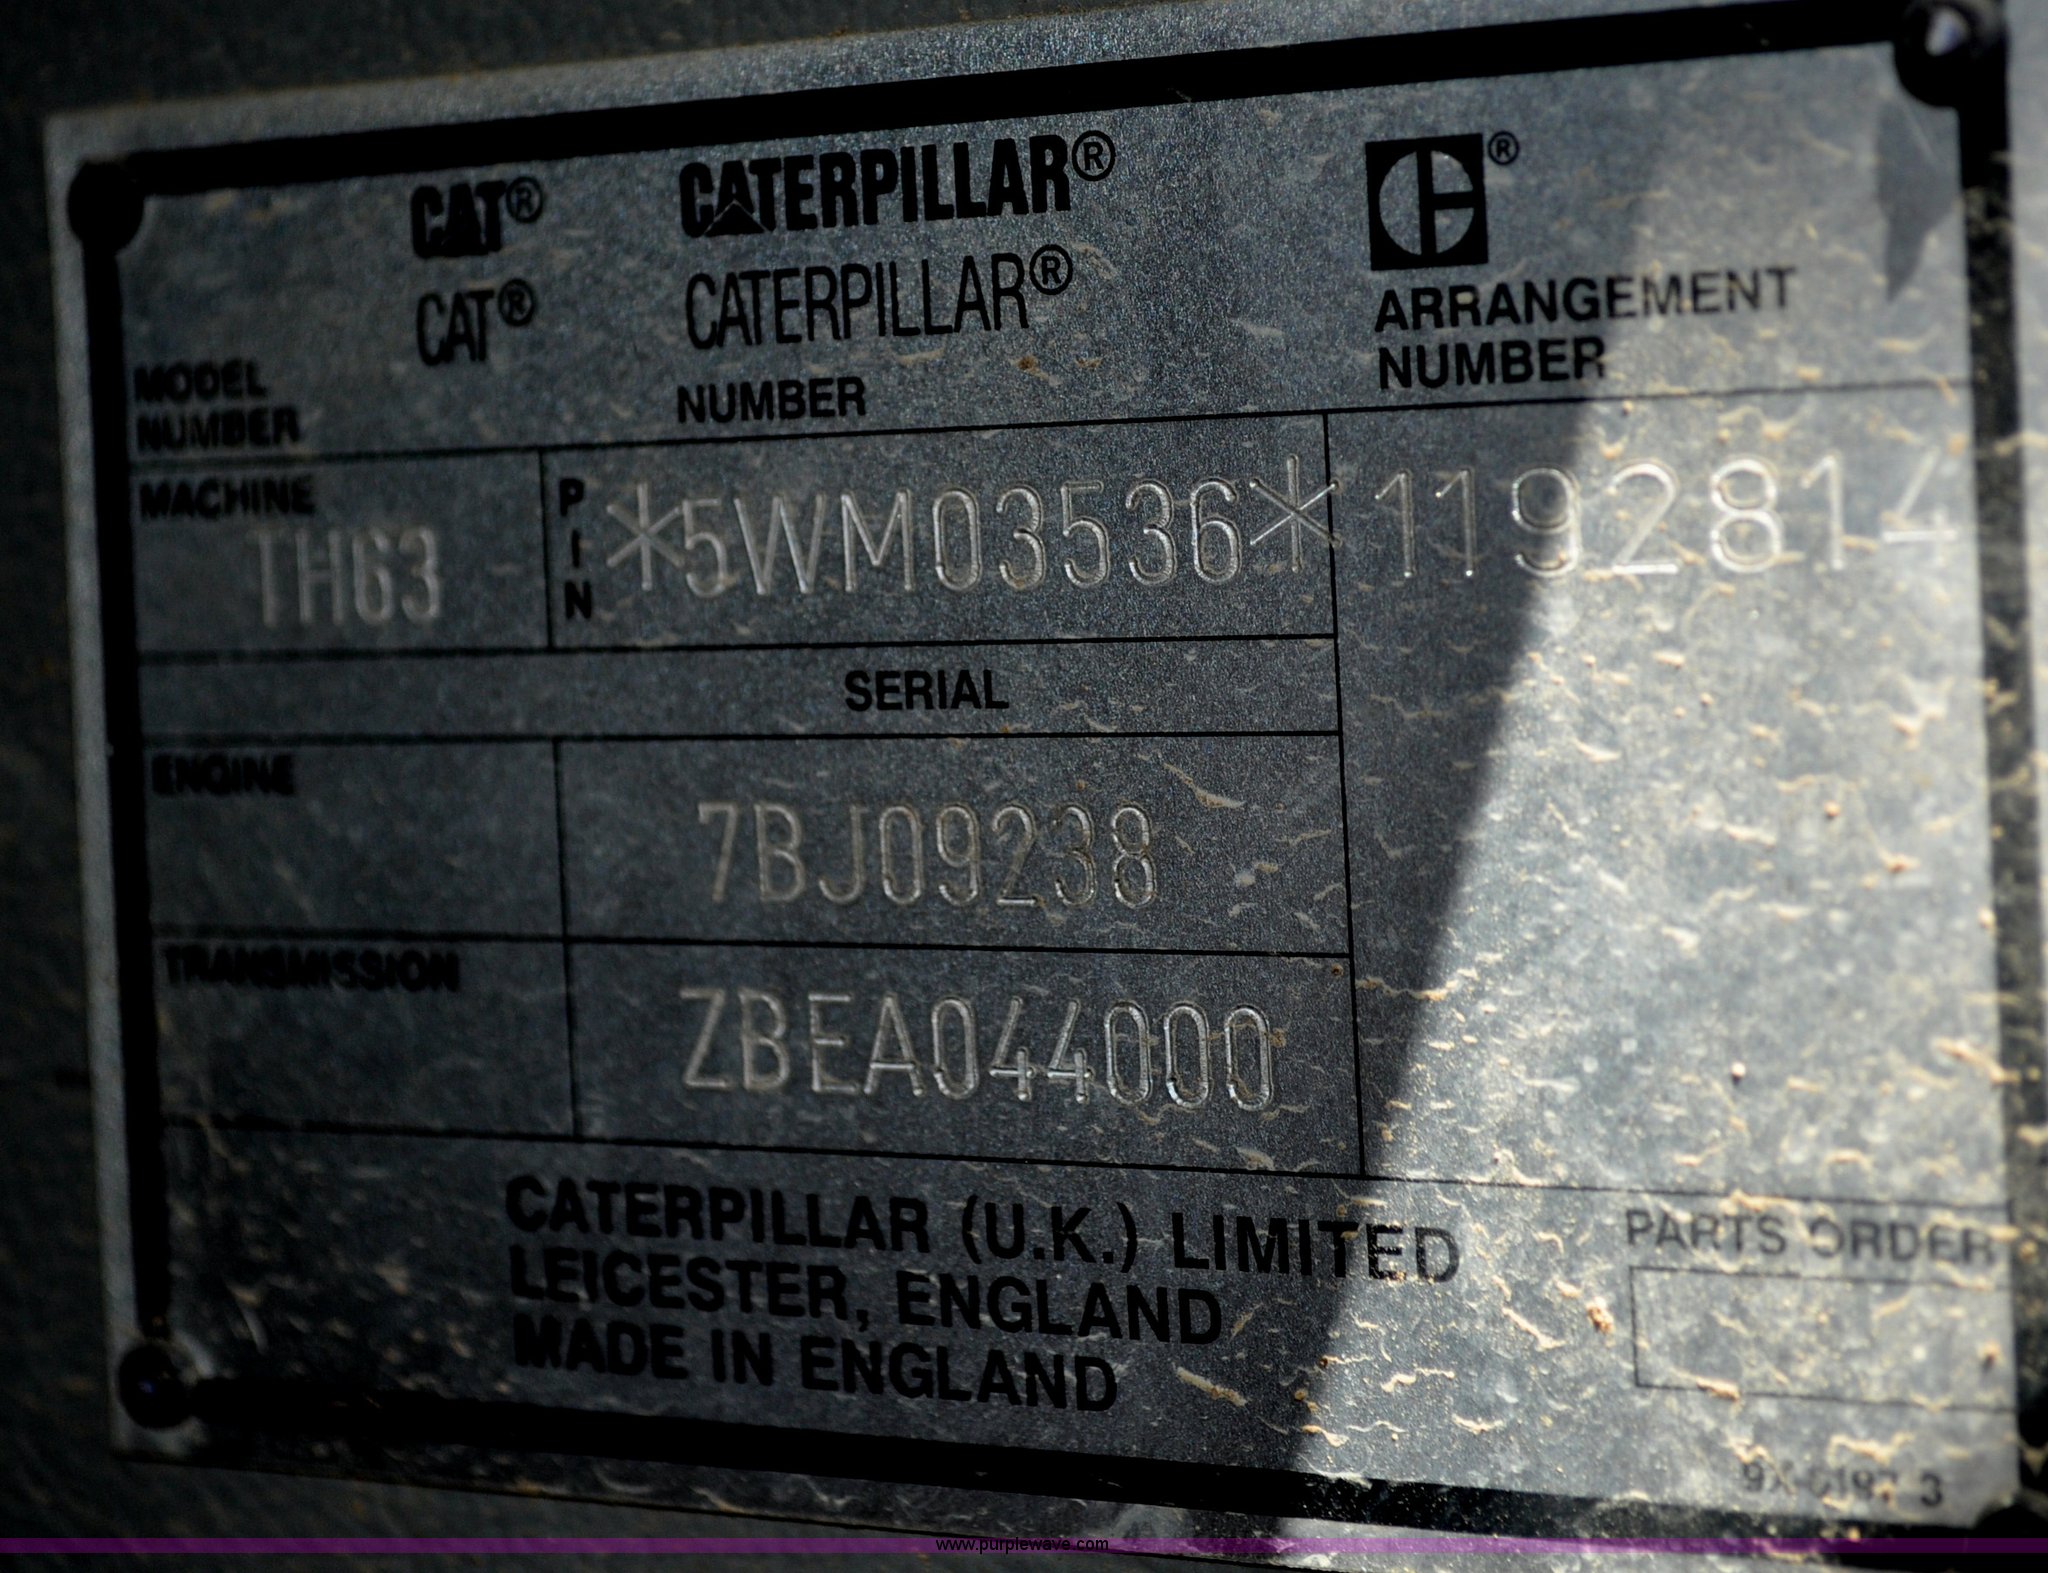 CAT® CATERPILLAR® ®
CAT® CATERPILLAR®
MODEL
NUMBER
NUMBER
ARRANGEMENT
NUMBER
MACHINE
TH63
PIN
*5WM03536*
1192814
SERIAL
ENGINE
7BJ09238
TRANSMISSION
ZBEA044000
CATERPILLAR (U.K.) LIMITED
LEICESTER, ENGLAND
MADE IN ENGLAND
PARTS ORDER
www.purplewave.com